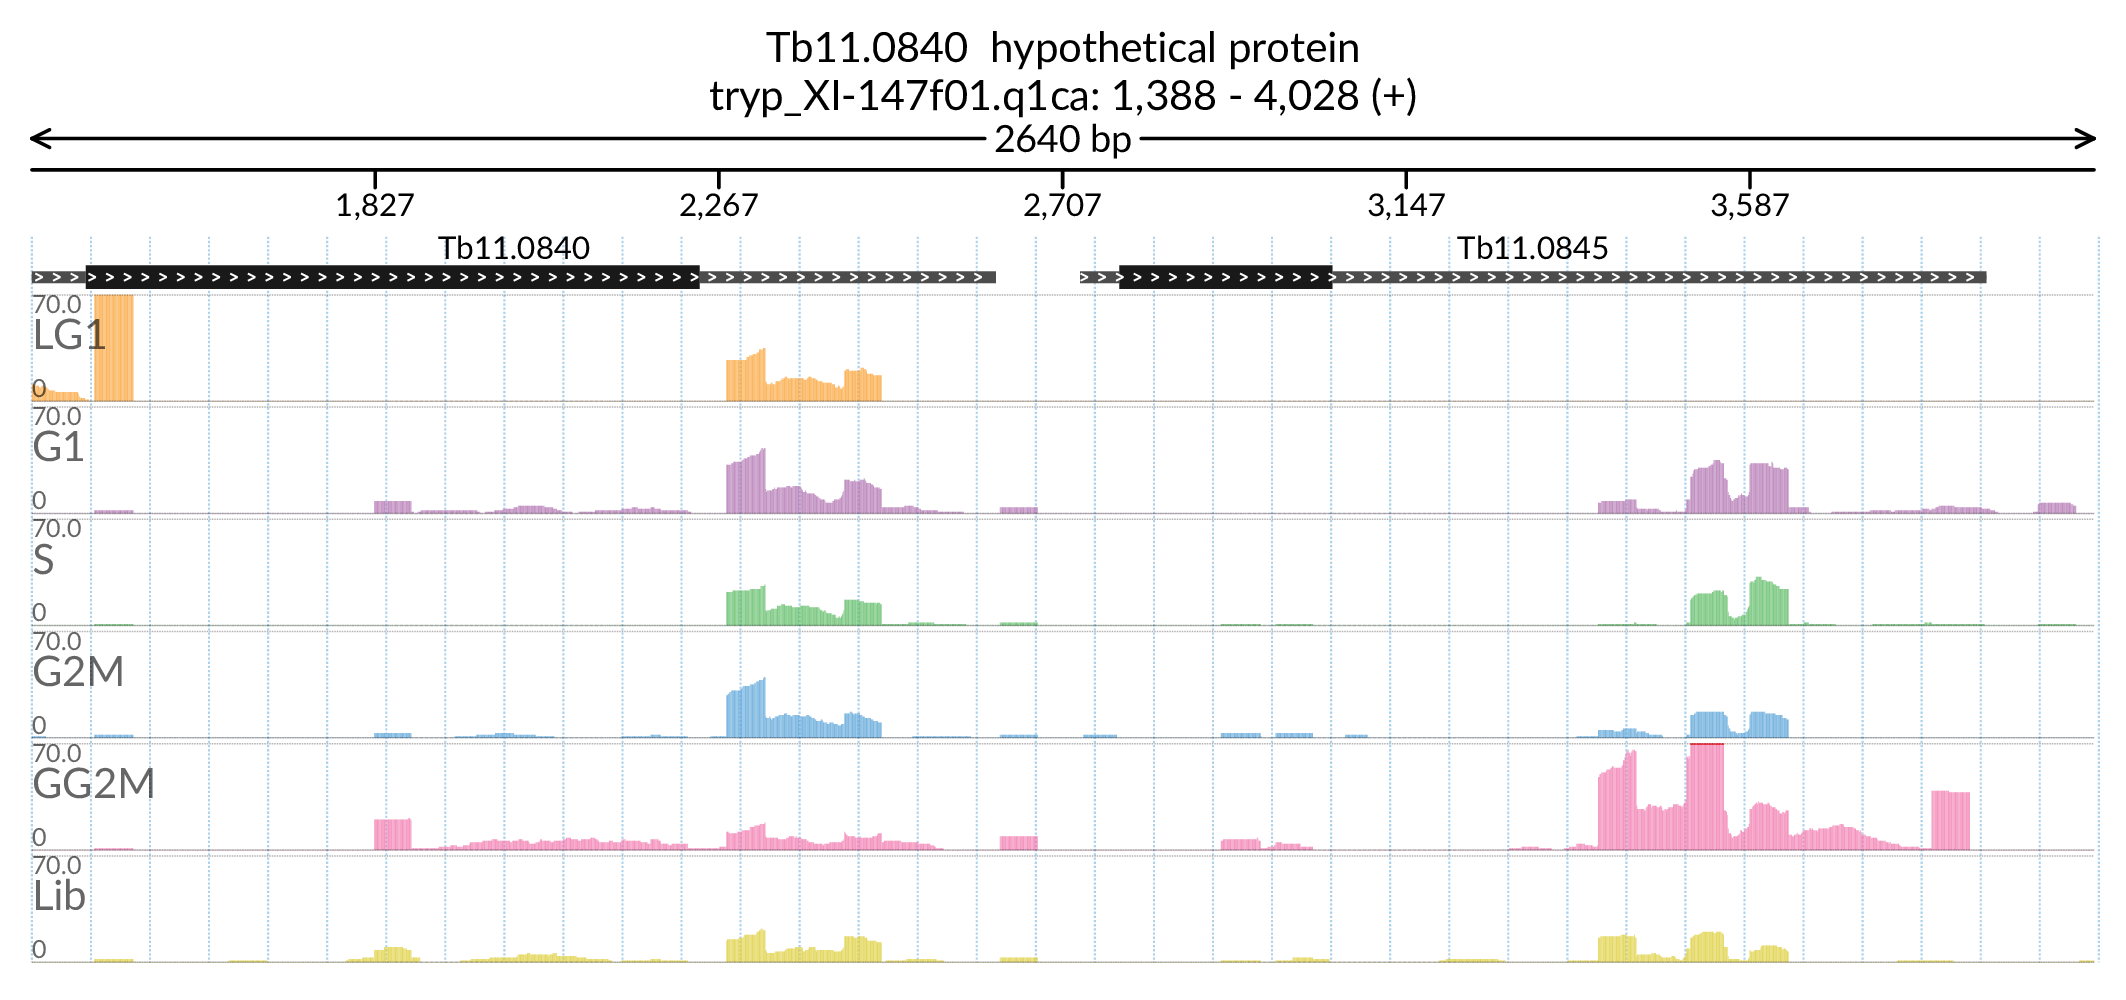 Tb11.0840  hypothetical protein
tryp_XI-147f01.q1ca: 1,388 - 4,028 (+)
2640 bp
1,827 2,267 2,707 3,147 3,587
Tb11.0840 Tb11.0845
70.0
LG1
0
70.0
G1
0
70.0
S
0
70.0
G2M
0
70.0
GG2M
0
70.0
Lib
0